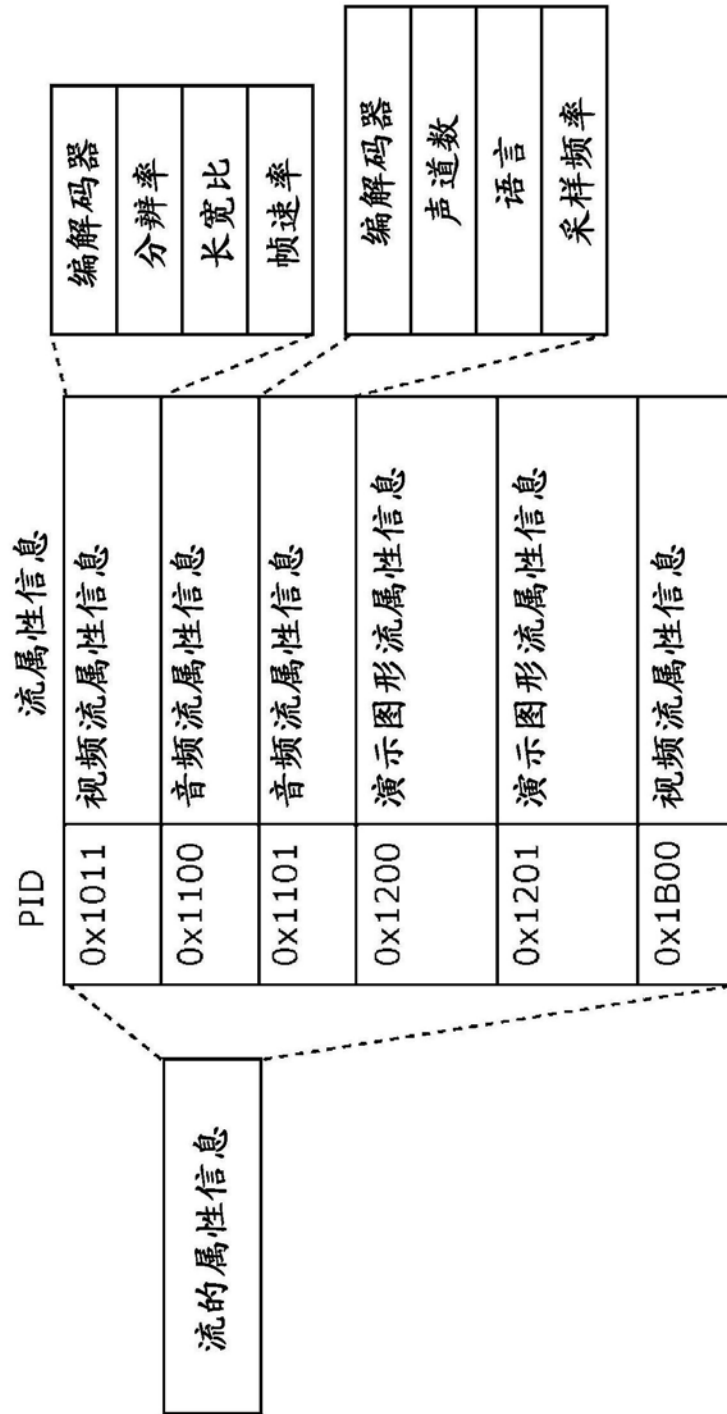 流的属性信息
PID
流属性信息
0x1011
视频流属性信息
0x1100
音频流属性信息
0x1101
音频流属性信息
0x1200
演示图形流属性信息
0x1201
演示图形流属性信息
0x1B00
视频流属性信息
编解码器
分辨率
长宽比
帧速率
编解码器
声道数
语言
采样频率